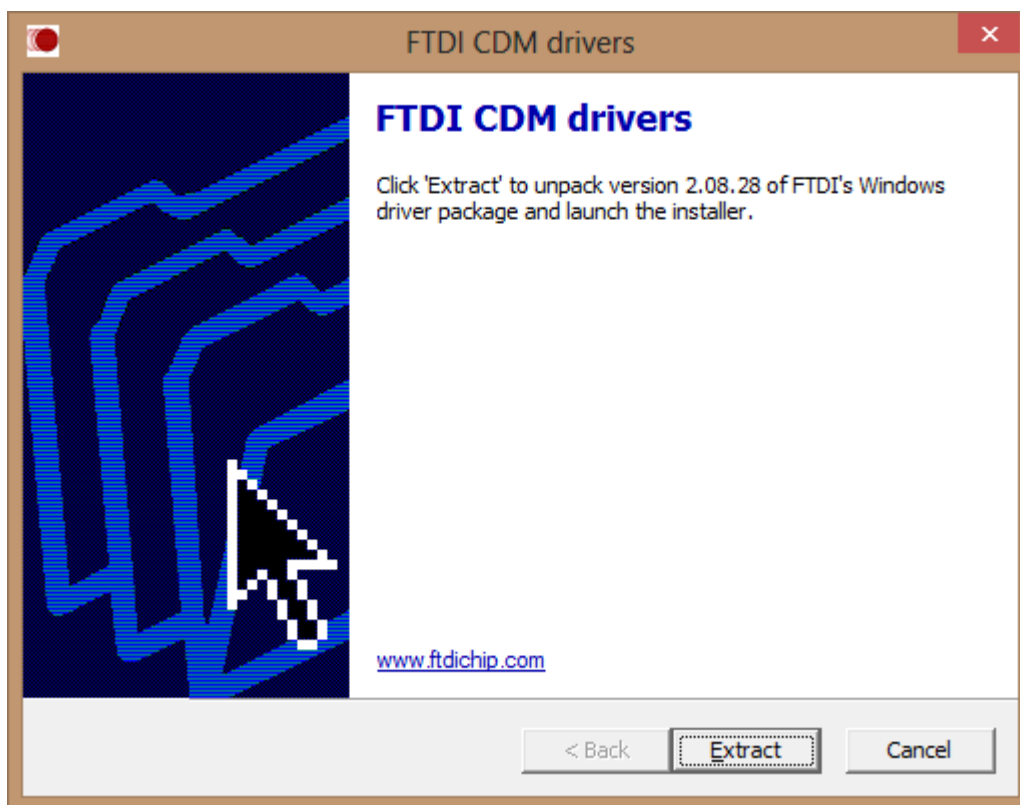 FTDI CDM drivers
FTDI CDM drivers
Click 'Extract' to unpack version 2.08.28 of FTDI's Windows
driver package and launch the installer.
www.ftdichip.com
< Back
Extract
Cancel